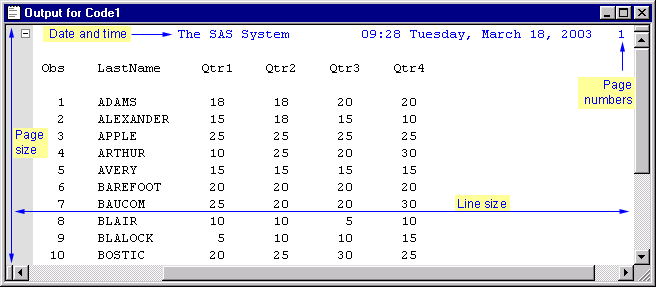 Output for Code1
Date and time The SAS System 09:28 Tuesday, March 18, 2003 1
Obs LastName Qtr1 Qtr2 Qtr3 Qtr4
Page numbers
1 ADAMS 18 18 20 20
2 ALEXANDER 15 18 15 10
Page size
3 APPLE 25 25 25 25
4 ARTHUR 10 25 20 30
5 AVERY 15 15 15 15
6 BAREFOOT 20 20 20 20
7 BAUCOM 25 20 20 30
Line size
8 BLAIR 10 10 5 10
9 BLALOCK 5 10 10 15
10 BOSTIC 20 25 30 25